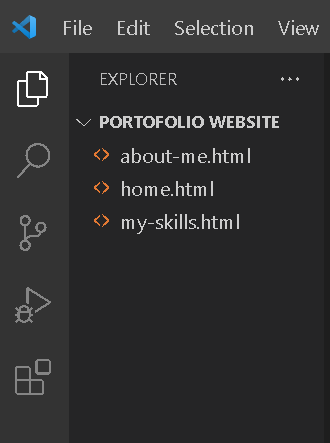 File Edit Selection View
EXPLORER ...
PORTOFOLIO WEBSITE
<> about-me.html
<> home.html
<> my-skills.html